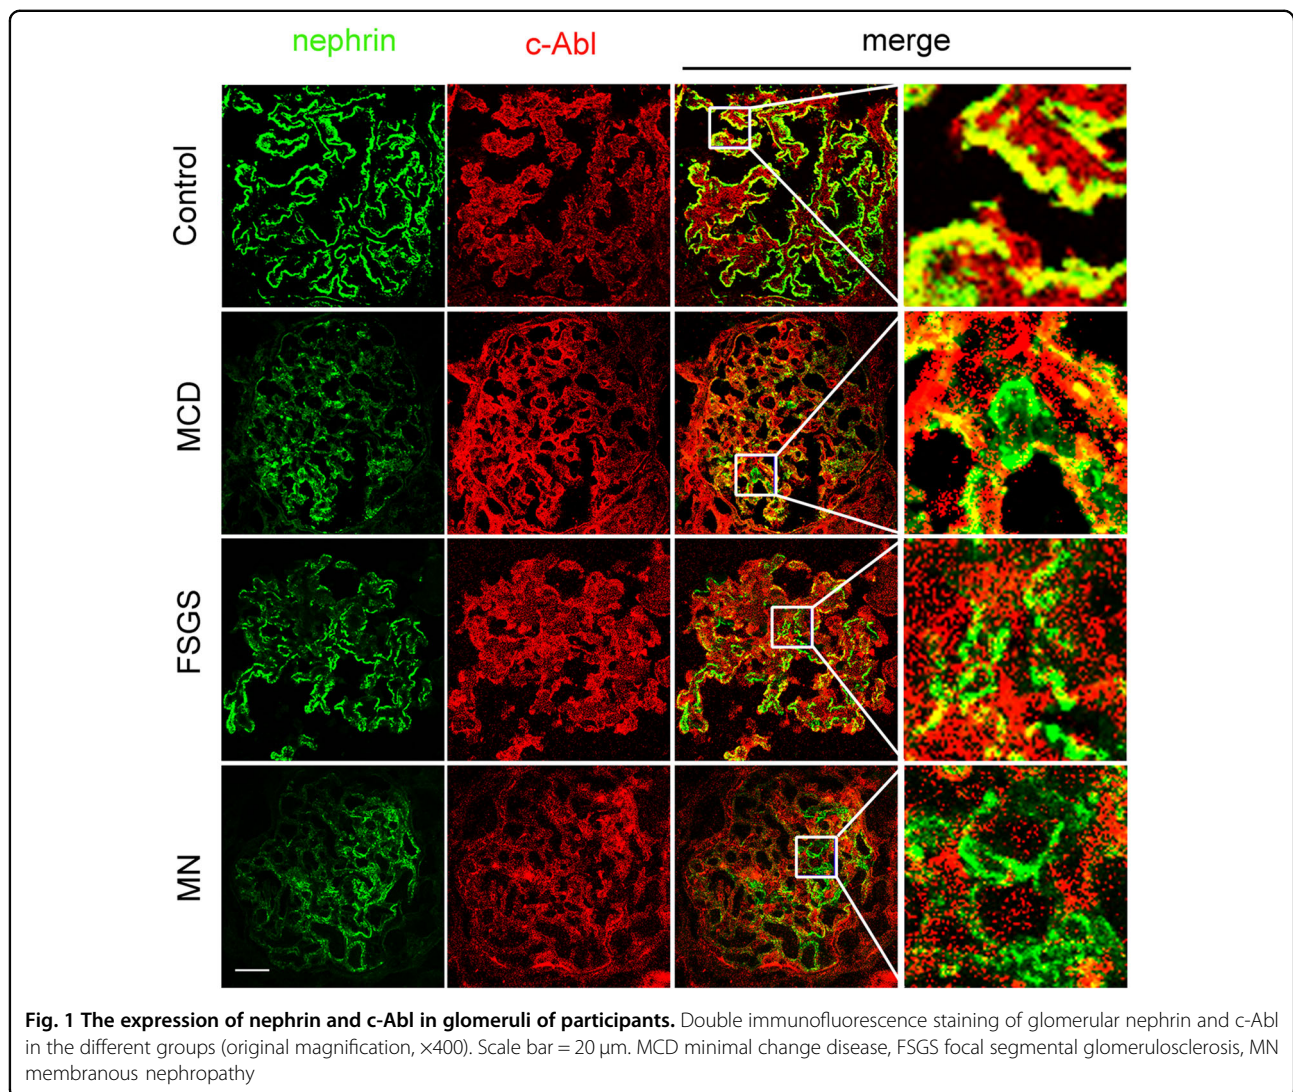 nephrin c-Abl merge
Control
MCD
FSGS
MN
Fig. 1 The expression of nephrin and c-Abl in glomeruli of participants. Double immunofluorescence staining of glomerular nephrin and c-Abl
in the different groups (original magnification, ×400). Scale bar = 20 μm. MCD minimal change disease, FSGS focal segmental glomerulosclerosis, MN
membranous nephropathy